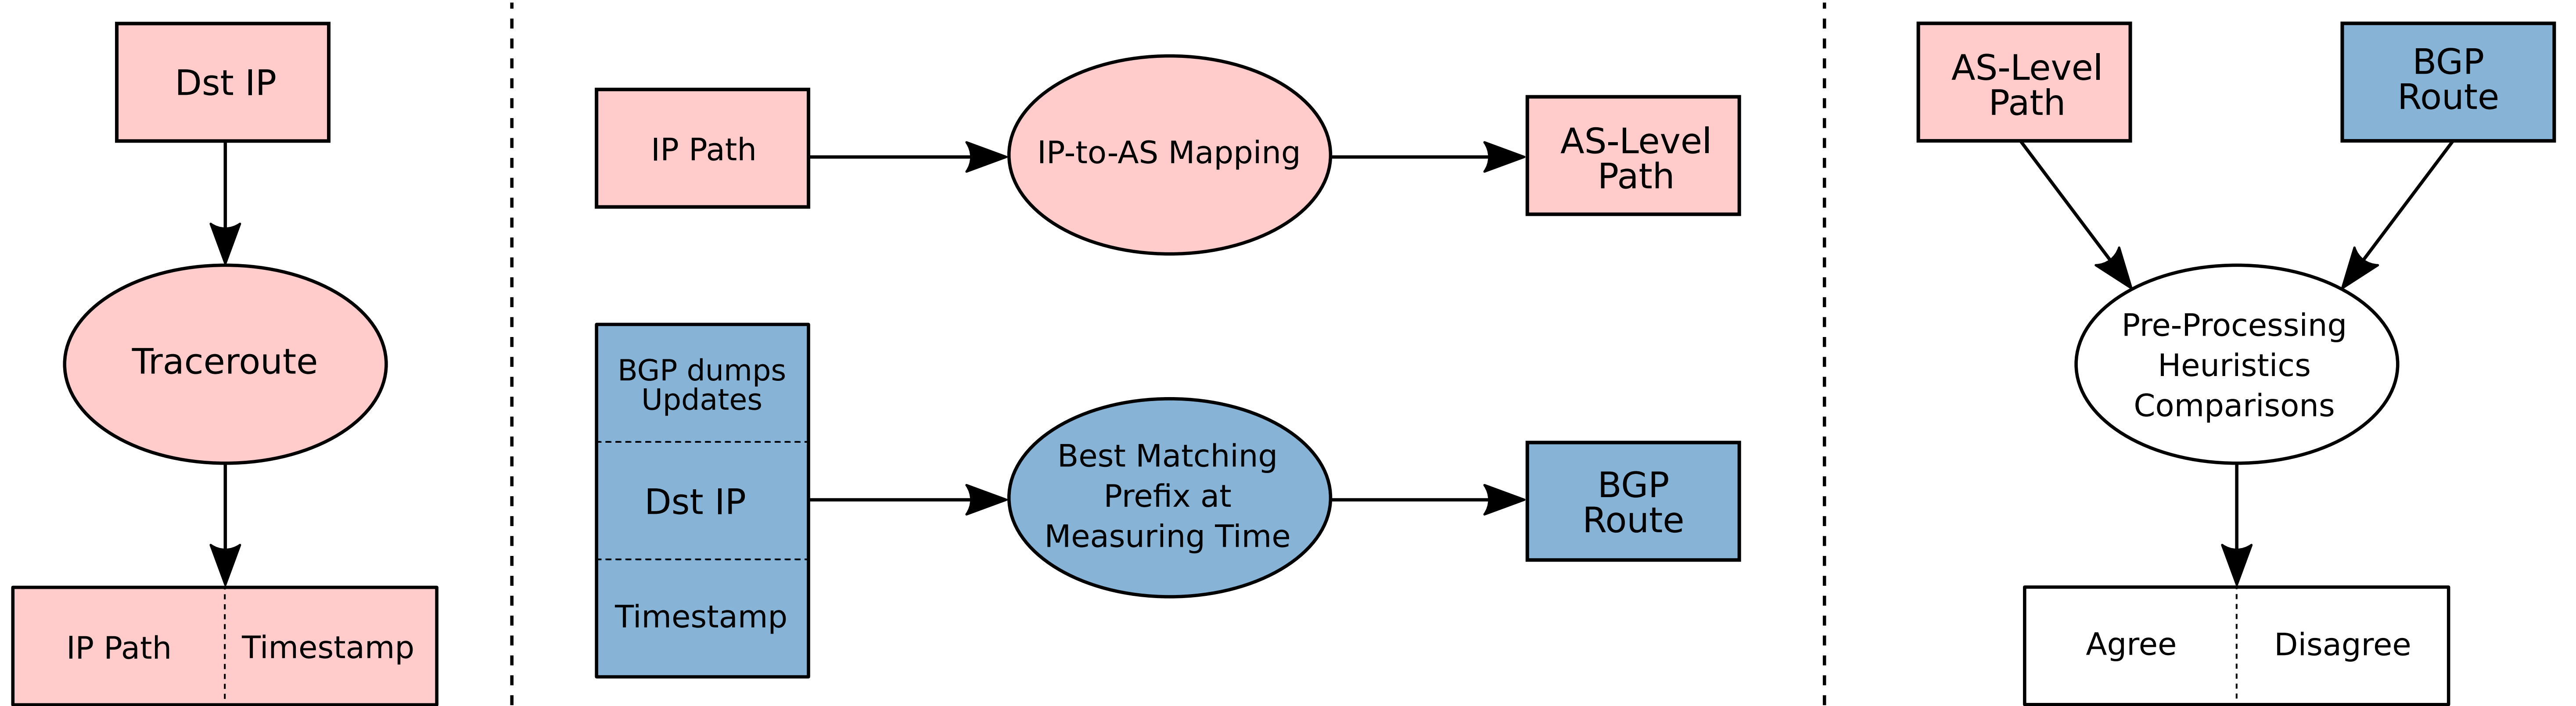 Dst IP
Traceroute
IP Path
Timestamp
IP Path
IP-to-AS Mapping
AS-Level
Path
BGP dumps
Updates
Dst IP
Timestamp
Best Matching
Prefix at
Measuring Time
BGP
Route
AS-Level
Path
BGP
Route
Pre-Processing
Heuristics
Comparisons
Agree
Disagree